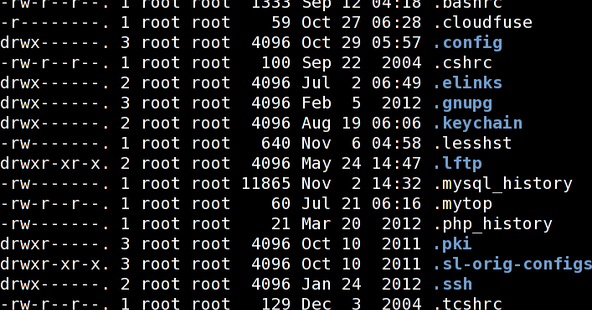 -rw-r--r--. 1 root root  1333 Sep 12 04:18 .bashrc
-r--------. 1 root root    59 Oct 27 06:28 .cloudfuse
drwx------. 3 root root  4096 Oct 29 05:57 .config
-rw-r--r--. 1 root root   100 Sep 22  2004 .cshrc
drwx------. 2 root root  4096 Jul  2 06:49 .elinks
drwx------. 3 root root  4096 Feb  5  2012 .gnupg
drwx------. 2 root root  4096 Aug 19 06:06 .keychain
-rw-------. 1 root root   640 Nov  6 04:58 .lesshst
drwxr-xr-x. 2 root root  4096 May 24 14:47 .lftp
-rw-------. 1 root root 11865 Nov  2 14:32 .mysql_history
-rw-r--r--. 1 root root    60 Jul 21 06:16 .mytop
-rw-------. 1 root root    21 Mar 20  2012 .php_history
drwxr-----. 3 root root  4096 Oct 10  2011 .pki
drwxr-xr-x. 3 root root  4096 Oct 10  2011 .sl-orig-configs
drwx------. 2 root root  4096 Jan 24  2012 .ssh
-rw-r--r--. 1 root root   129 Dec  3  2004 .tcshrc